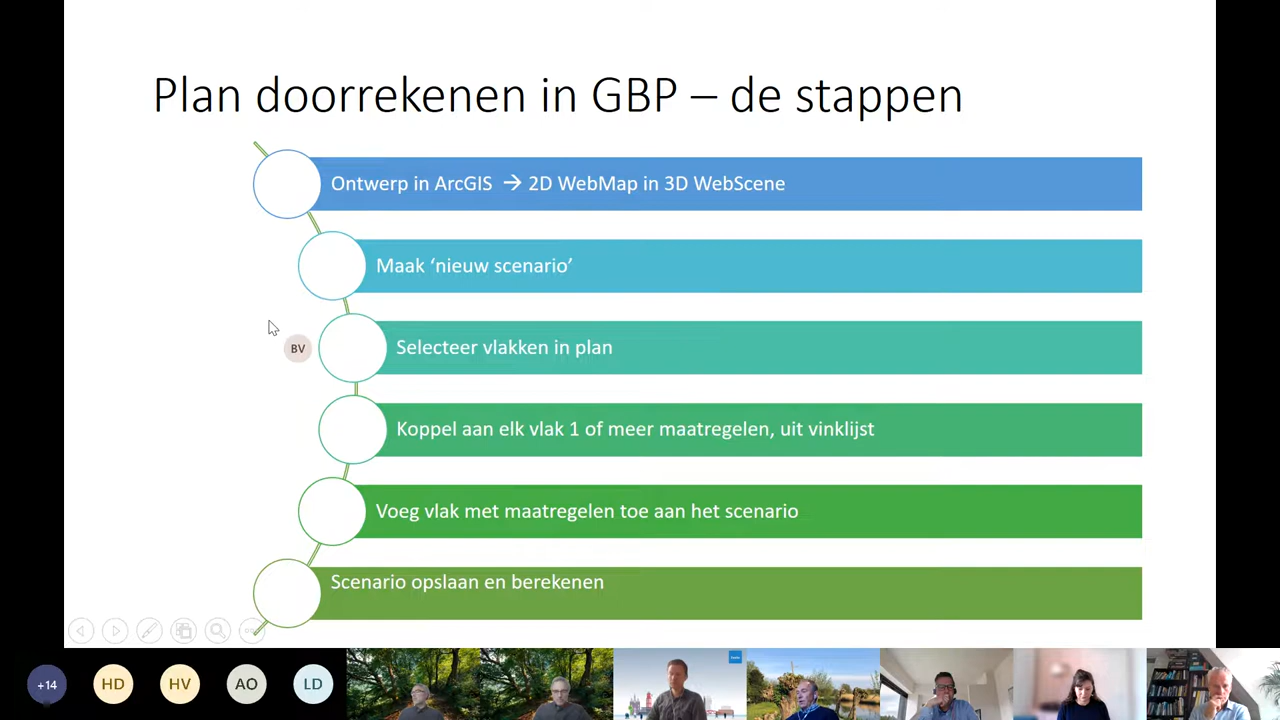 Plan doorrekenen in GBP – de stappen
Ontwerp in ArcGIS → 2D WebMap in 3D WebScene
Maak ‘nieuw scenario’
BV
Selecteer vlakken in plan
Koppel aan elk vlak 1 of meer maatregelen, uit vinklijst
Voeg vlak met maatregelen toe aan het scenario
Scenario opslaan en berekenen
+14
HD
HV
AO
LD